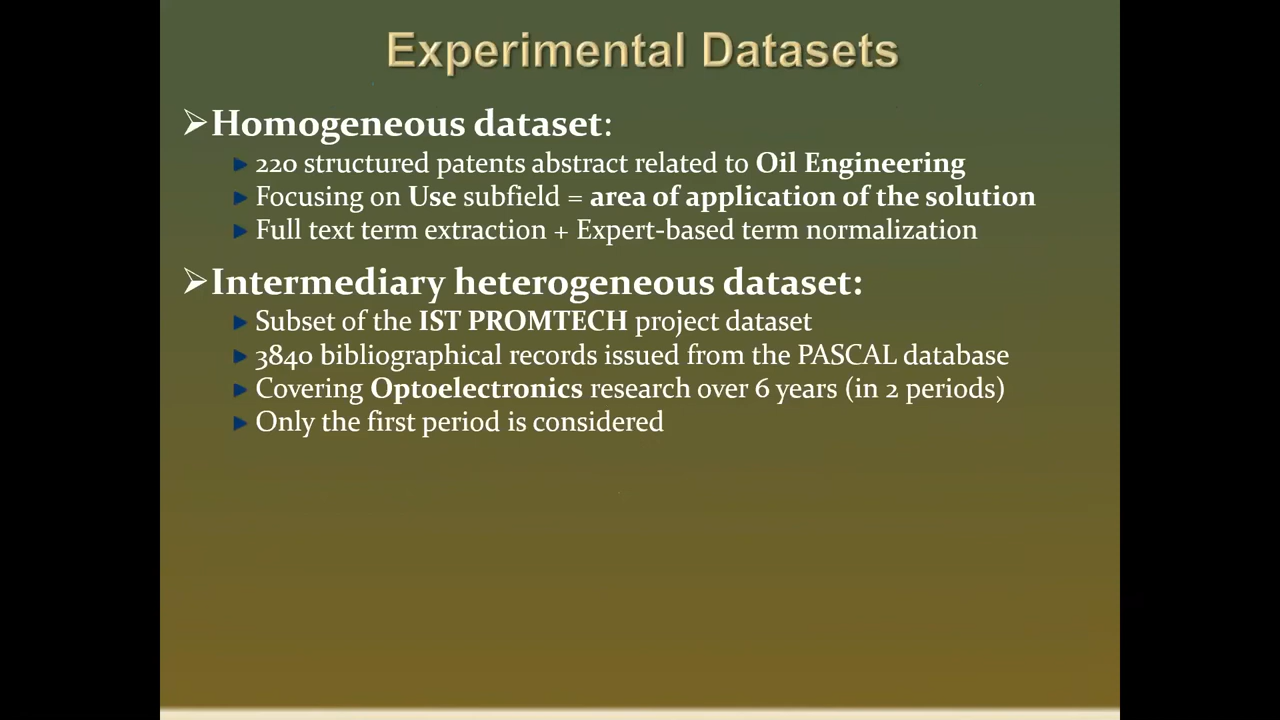 Experimental Datasets
➢Homogeneous dataset:
▶ 220 structured patents abstract related to Oil Engineering
▶ Focusing on Use subfield = area of application of the solution
▶ Full text term extraction + Expert-based term normalization
➢Intermediary heterogeneous dataset:
▶ Subset of the IST PROMTECH project dataset
▶ 3840 bibliographical records issued from the PASCAL database
▶ Covering Optoelectronics research over 6 years (in 2 periods)
▶ Only the first period is considered